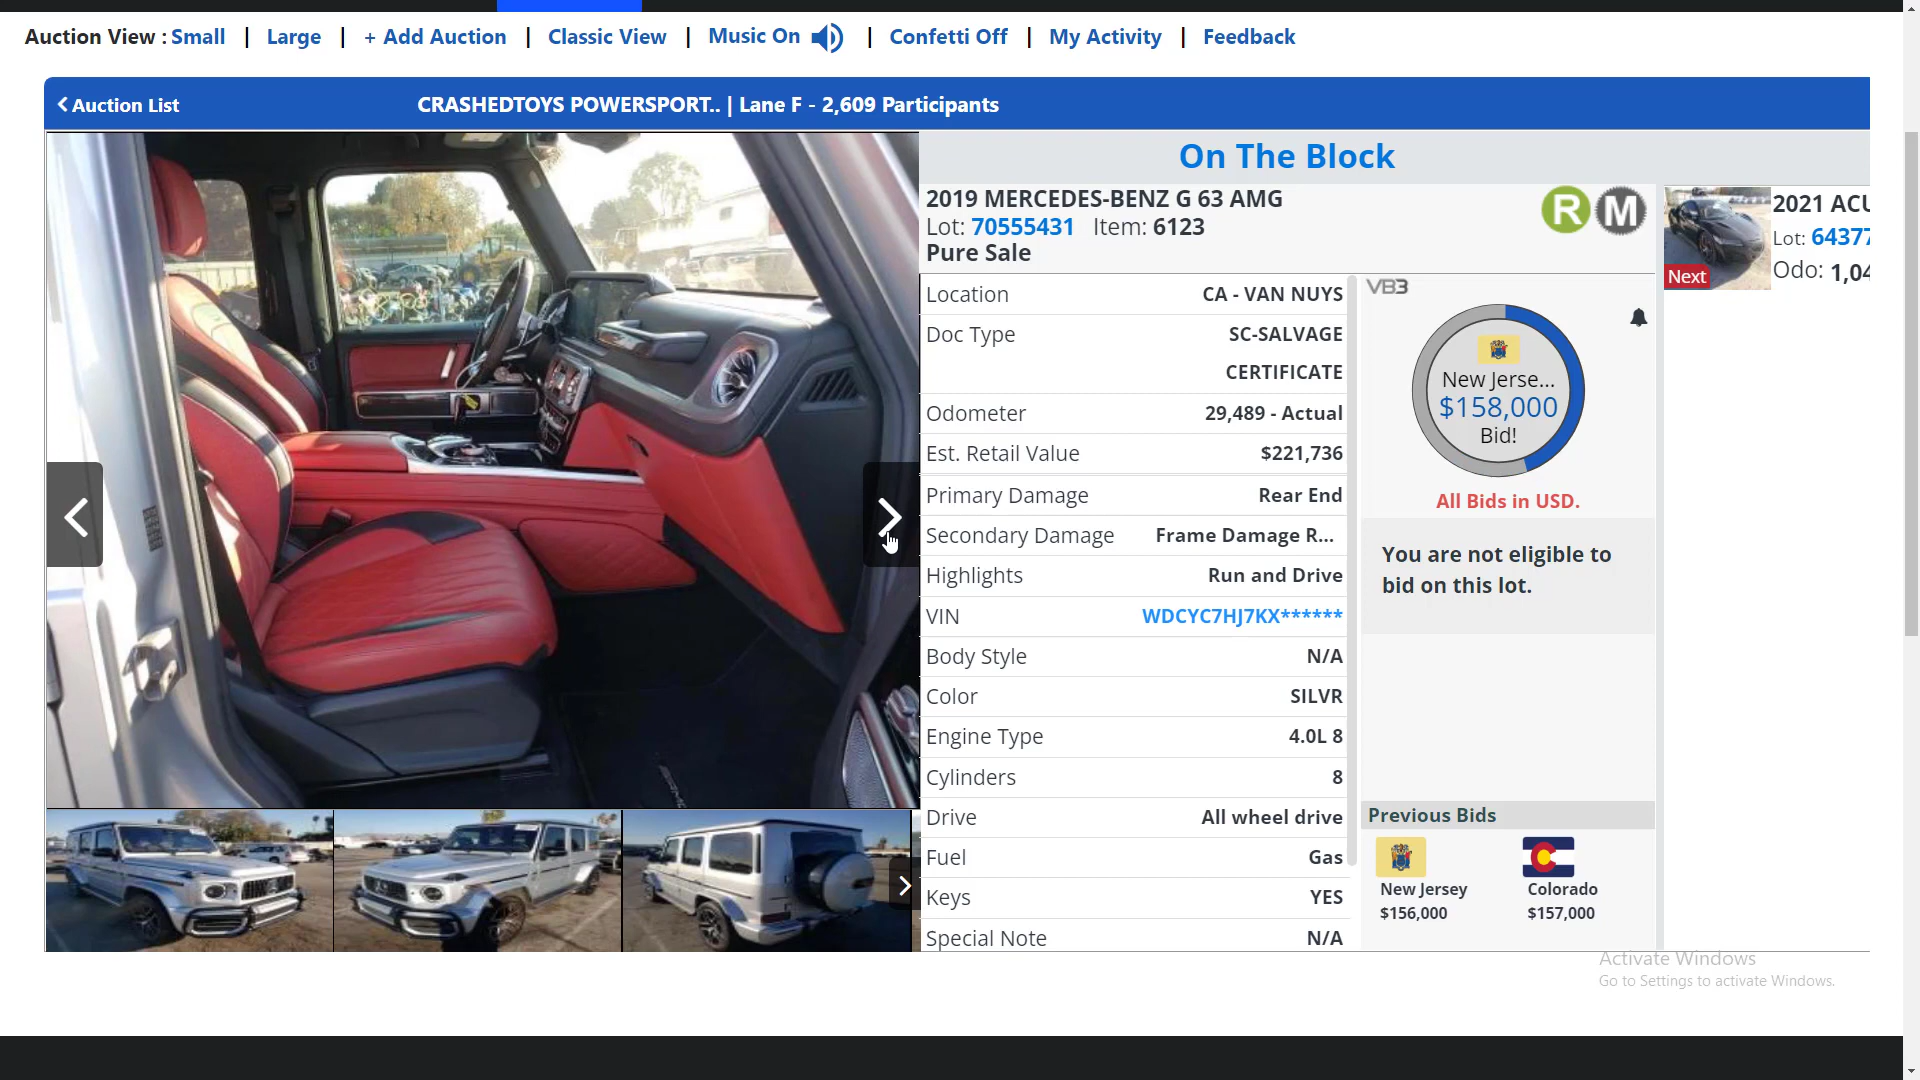 Auction View : Small | Large | + Add Auction | Classic View | Music On | Confetti Off | My Activity | Feedback
Auction List
CRASHEDTOYS POWERSPORT.. | Lane F - 2,609 Participants
On The Block
2019 MERCEDES-BENZ G 63 AMG
Lot: 70555431 Item: 6123
Pure Sale
R M
Location CA - VAN NUYS
Doc Type SC-SALVAGE
CERTIFICATE
Odometer 29,489 - Actual
Est. Retail Value $221,736
Primary Damage Rear End
Secondary Damage Frame Damage R...
Highlights Run and Drive
VIN WDCYC7HJ7KX******
Body Style N/A
Color SILVR
Engine Type 4.0L 8
Cylinders 8
Drive All wheel drive
Fuel Gas
Keys YES
Special Note N/A
VB3
New Jerse...
$158,000
Bid!
All Bids in USD.
You are not eligible to
bid on this lot.
Previous Bids
New Jersey
$156,000
Colorado
$157,000
2021 ACU
Lot: 64377
Odo: 1,04
Next
Activate Windows
Go to Settings to activate Windows.